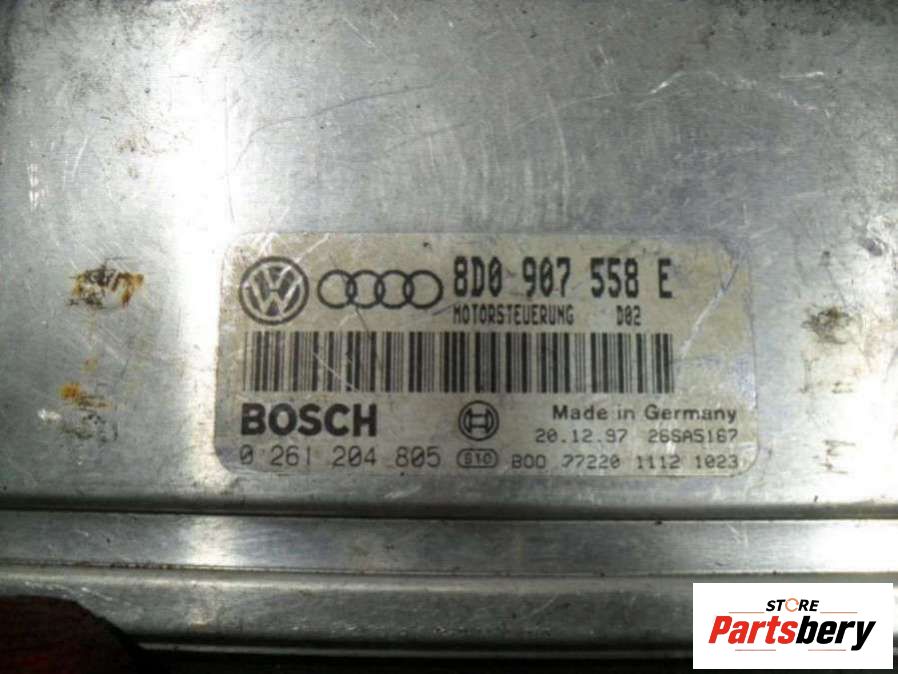 8D0 907 558 E
MOTORSTEUERUNG D02
BOSCH
Made in Germany
20.12.97 26SA5167
0 261 204 805 S10 B00 77220 1112 1023
STORE
Partsbery